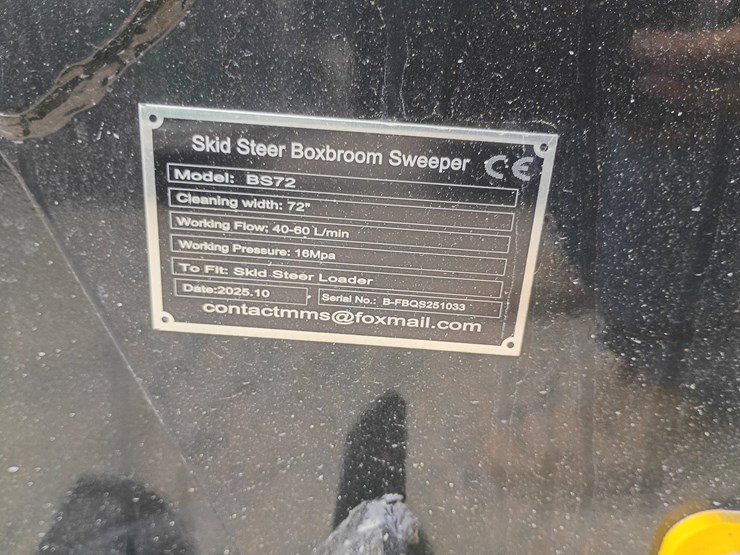 Skid Steer Boxbroom Sweeper CE
Model: BS72
Cleaning width: 72"
Working Flow; 40-60 L/min
Working Pressure: 16Mpa
To Fit: Skid Steer Loader
Date:2025.10 Serial No.: B-FBQS251033
contactmms@foxmail.com